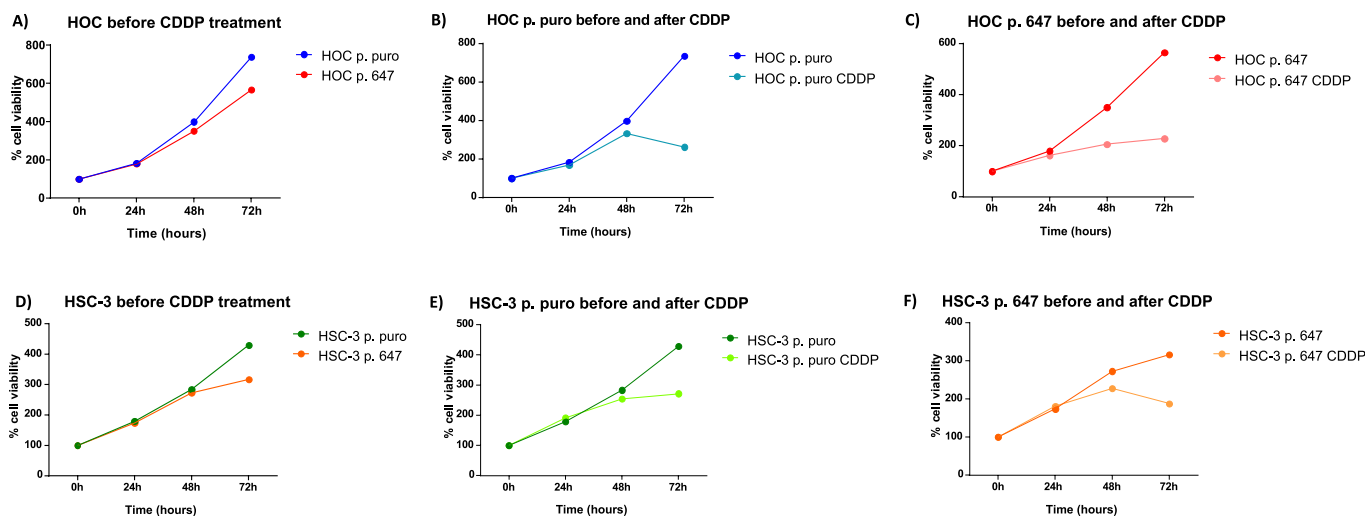 A) HOC before CDDP treatment
800
600
400
200
0
% cell viability
0h 24h 48h 72h
Time (hours)
HOC p. puro
HOC p. 647
B) HOC p. puro before and after CDDP
800
600
400
200
0
% cell viability
0h 24h 48h 72h
Time (hours)
HOC p. puro
HOC p. puro CDDP
C) HOC p. 647 before and after CDDP
600
400
200
0
% cell viability
0h 24h 48h 72h
Time (hours)
HOC p. 647
HOC p. 647 CDDP
D) HSC-3 before CDDP treatment
500
400
300
200
100
0
% cell viability
0h 24h 48h 72h
Time (hours)
HSC-3 p. puro
HSC-3 p. 647
E) HSC-3 p. puro before and after CDDP
500
400
300
200
100
0
% cell viability
0h 24h 48h 72h
Time (hours)
HSC-3 p. puro
HSC-3 p. puro CDDP
F) HSC-3 p. 647 before and after CDDP
400
300
200
100
0
% cell viability
0h 24h 48h 72h
Time (hours)
HSC-3 p. 647
HSC-3 p. 647 CDDP